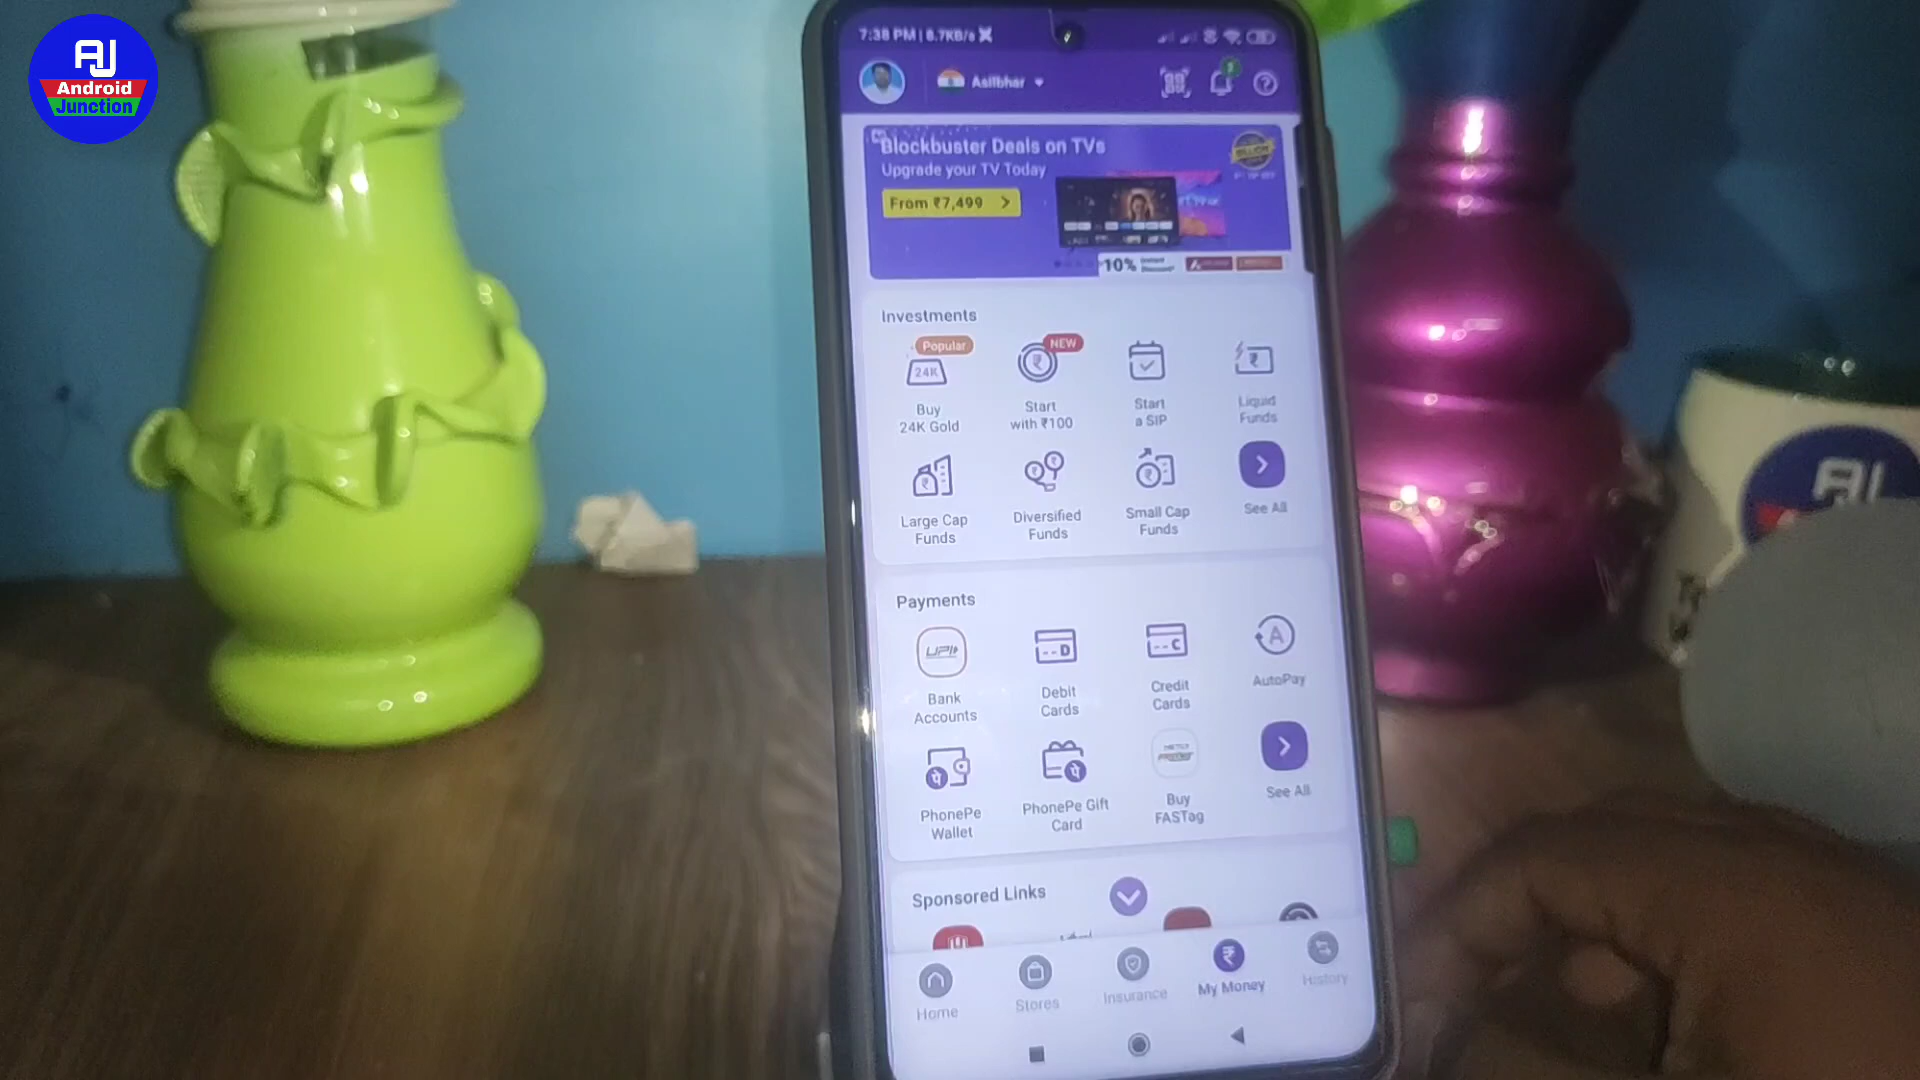 AJ
Android
Junction
7:38 PM | 6.7KB/s
Asilbhar
Blockbuster Deals on TVs
Upgrade your TV Today
From ₹7,499 >
10%
Investments
Popular
24K
NEW
Buy
24K Gold
Start
with ₹100
Start
a SIP
Liquid
Funds
Large Cap
Funds
Diversified
Funds
Small Cap
Funds
See All
Payments
UPI
Bank
Accounts
Debit
Cards
Credit
Cards
AutoPay
PhonePe
Wallet
PhonePe Gift
Card
Buy
FASTag
See All
Sponsored Links
Home
Stores
Insurance
My Money
History
AJ